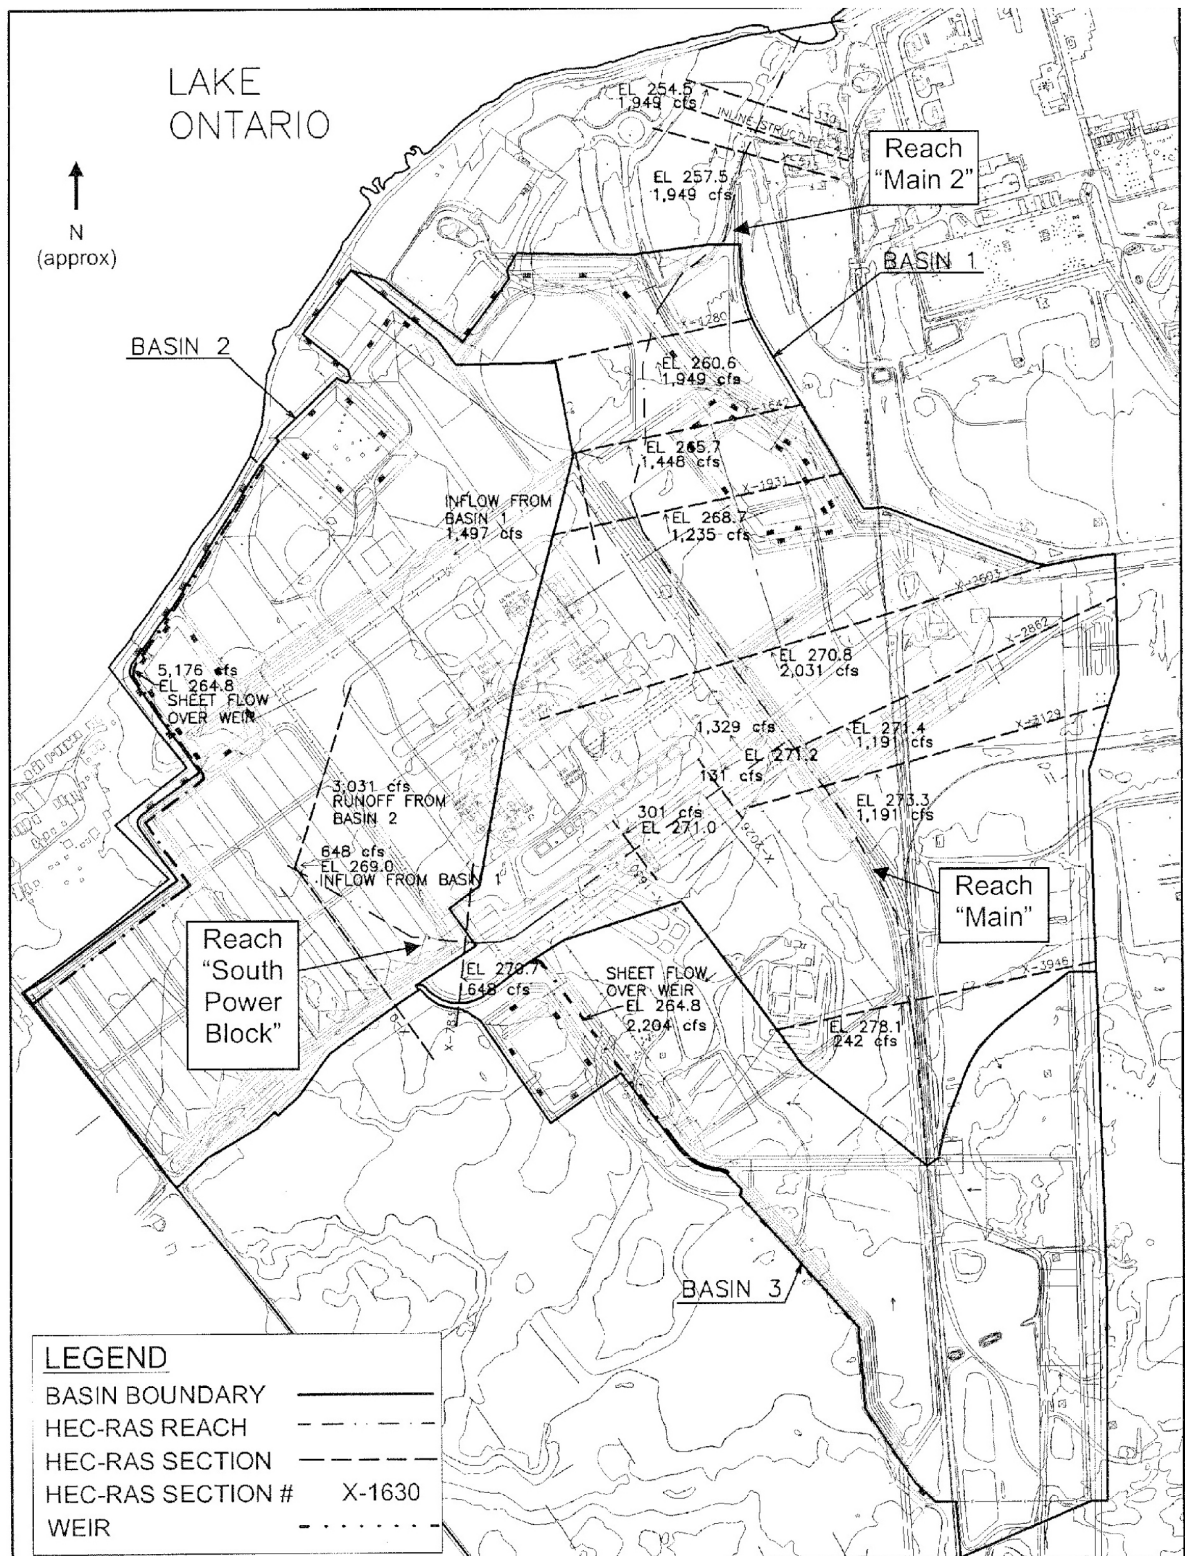 LAKE
ONTARIO
N
(approx)
EL 254.5
1,949 cfs
X-330
INLINE STRUCTURE
Reach
"Main 2"
EL 257.5
1,949 cfs
BASIN 1
X-1280
BASIN 2
EL 260.6
1,949 cfs
X-1642
EL 265.7
1,448 cfs
X-1931
INFLOW FROM
BASIN 1
1,497 cfs
EL 268.7
1,235 cfs
X-2603
X-2862
EL 270.8
2,031 cfs
5,176 cfs
EL 264.8
SHEET FLOW
OVER WEIR
X-3129
1,329 cfs
EL 271.4
1,191 cfs
EL 271.2
131 cfs
3,031 cfs
RUNOFF FROM
BASIN 2
EL 273.3
1,191 cfs
301 cfs
EL 271.0
648 cfs
EL 269.0
INFLOW FROM BASIN 1
Reach
"Main"
Reach
"South
Power
Block"
EL 270.7
648 cfs
SHEET FLOW
OVER WEIR
EL 264.8
2,204 cfs
X-3946
EL 278.1
242 cfs
BASIN 3
LEGEND
BASIN BOUNDARY
HEC-RAS REACH
HEC-RAS SECTION
HEC-RAS SECTION # X-1630
WEIR